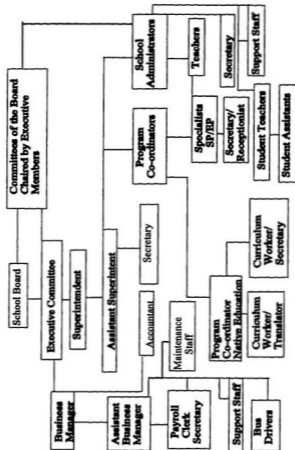 School Board
Committees of the Board
Chaired by Executive
Members
Executive Committee
Superintendent
Business
Manager
Assistant Superintent
School
Administrators
Program
Co-ordinators
Secretary
Accountant
Assistant
Business
Manager
Maintenance
Staff
Teachers
Specialists
SP/EP
Secretary
Support Staff
Payroll
Clerk
Secretary
Secretary/
Receptionist
Program
Co-ordinator
Native Education
Student Teachers
Support Staff
Student Assistants
Curriculum
Worker/
Translator
Curriculum
Worker/
Secretary
Bus
Drivers